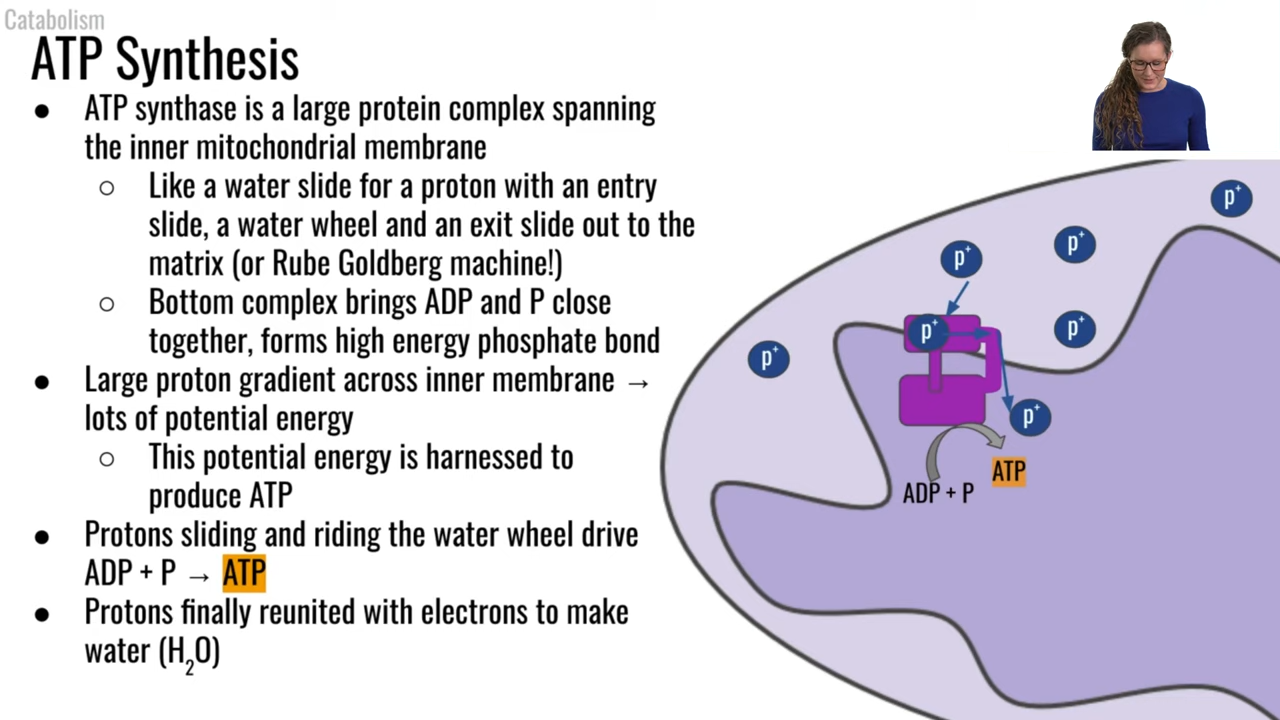 Catabolism
ATP Synthesis
● ATP synthase is a large protein complex spanning
the inner mitochondrial membrane
○ Like a water slide for a proton with an entry
slide, a water wheel and an exit slide out to the
matrix (or Rube Goldberg machine!)
○ Bottom complex brings ADP and P close
together, forms high energy phosphate bond
● Large proton gradient across inner membrane →
lots of potential energy
○ This potential energy is harnessed to
produce ATP
● Protons sliding and riding the water wheel drive
ADP + P → ATP
● Protons finally reunited with electrons to make
water (H₂O)
p⁺
p⁺
p⁺
p⁺
p⁺
p⁺
p⁺
ATP
ADP + P